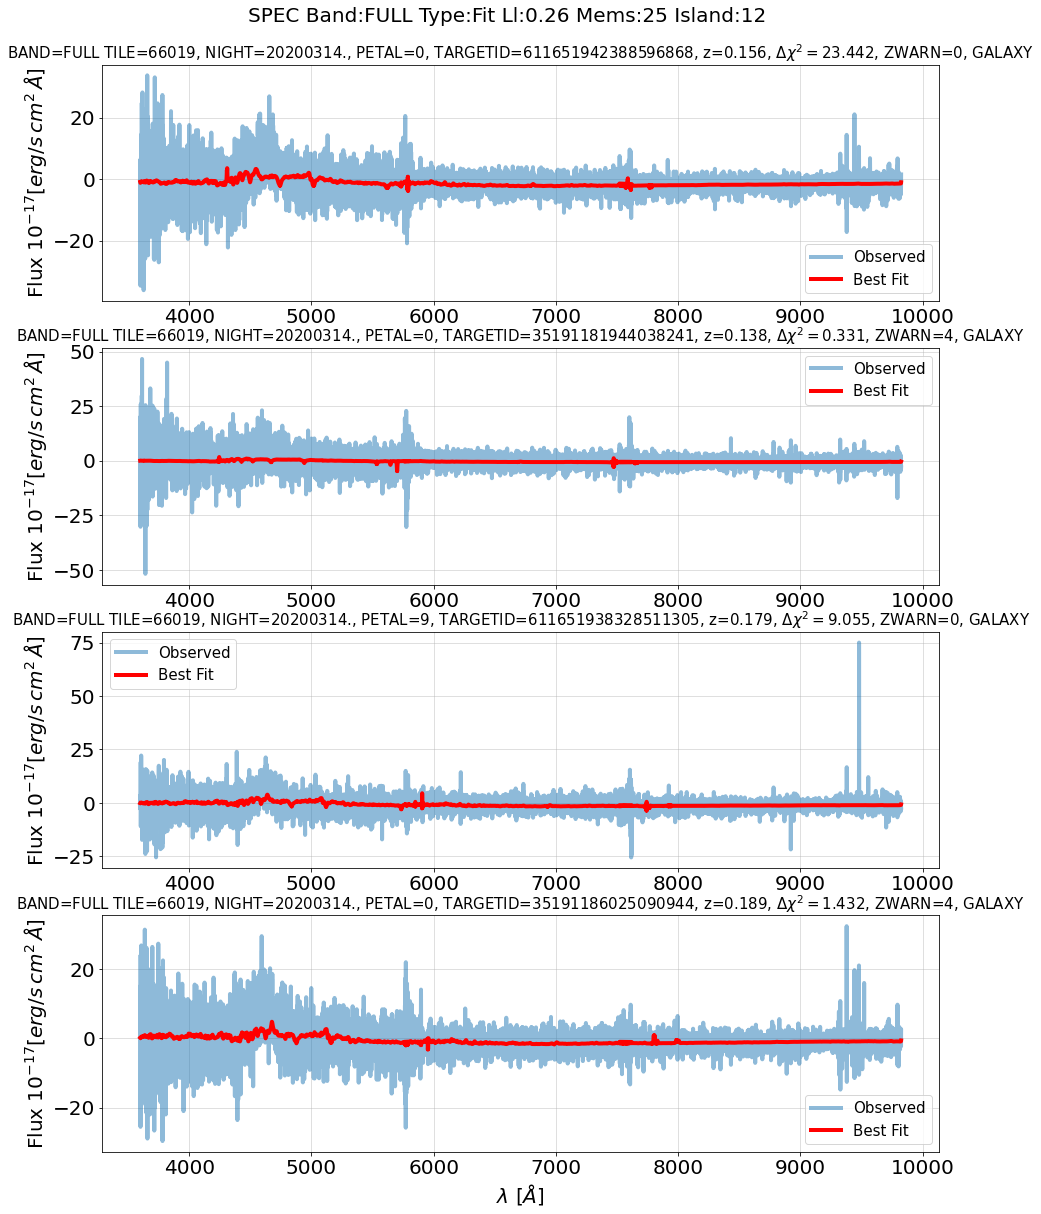 SPEC Band:FULL Type:Fit Ll:0.26 Mems:25 Island:12
BAND=FULL TILE=66019, NIGHT=20200314., PETAL=0, TARGETID=616651942388596868, z=0.156, Δχ² = 23.442, ZWARN=0, GALAXY
Flux 10⁻¹⁷[erg/s cm² Å]
20
0
−20
Observed
Best Fit
4000 5000 6000 7000 8000 9000 10000
BAND=FULL TILE=66019, NIGHT=20200314., PETAL=0, TARGETID=35191181944038241, z=0.138, Δχ² = 0.331, ZWARN=4, GALAXY
Flux 10⁻¹⁷[erg/s cm² Å]
50
25
0
−25
−50
Observed
Best Fit
4000 5000 6000 7000 8000 9000 10000
BAND=FULL TILE=66019, NIGHT=20200314., PETAL=9, TARGETID=616651938328511305, z=0.179, Δχ² = 9.055, ZWARN=0, GALAXY
Flux 10⁻¹⁷[erg/s cm² Å]
75
50
25
0
−25
Observed
Best Fit
4000 5000 6000 7000 8000 9000 10000
BAND=FULL TILE=66019, NIGHT=20200314., PETAL=0, TARGETID=35191186025090944, z=0.189, Δχ² = 1.432, ZWARN=4, GALAXY
Flux 10⁻¹⁷[erg/s cm² Å]
20
0
−20
Observed
Best Fit
4000 5000 6000 7000 8000 9000 10000
λ [Å]